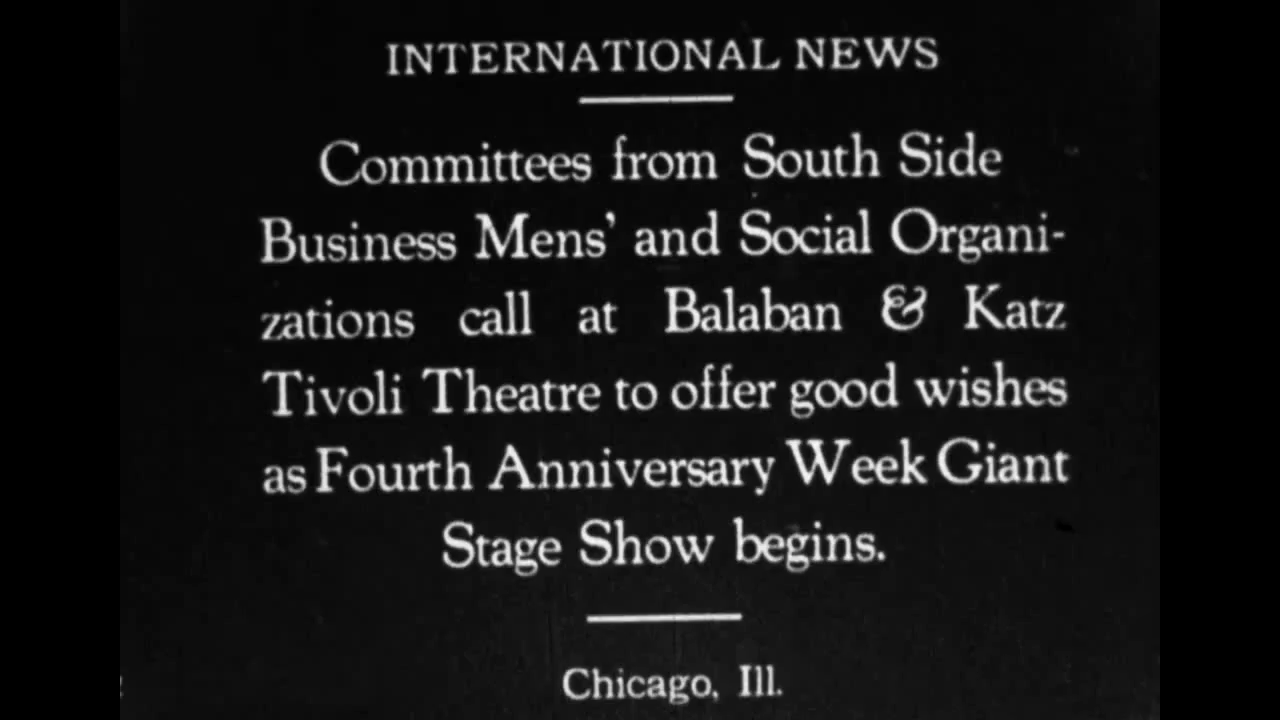 INTERNATIONAL NEWS
Committees from South Side
Business Mens' and Social Organi-
zations call at Balaban & Katz
Tivoli Theatre to offer good wishes
as Fourth Anniversary Week Giant
Stage Show begins.
Chicago, Ill.